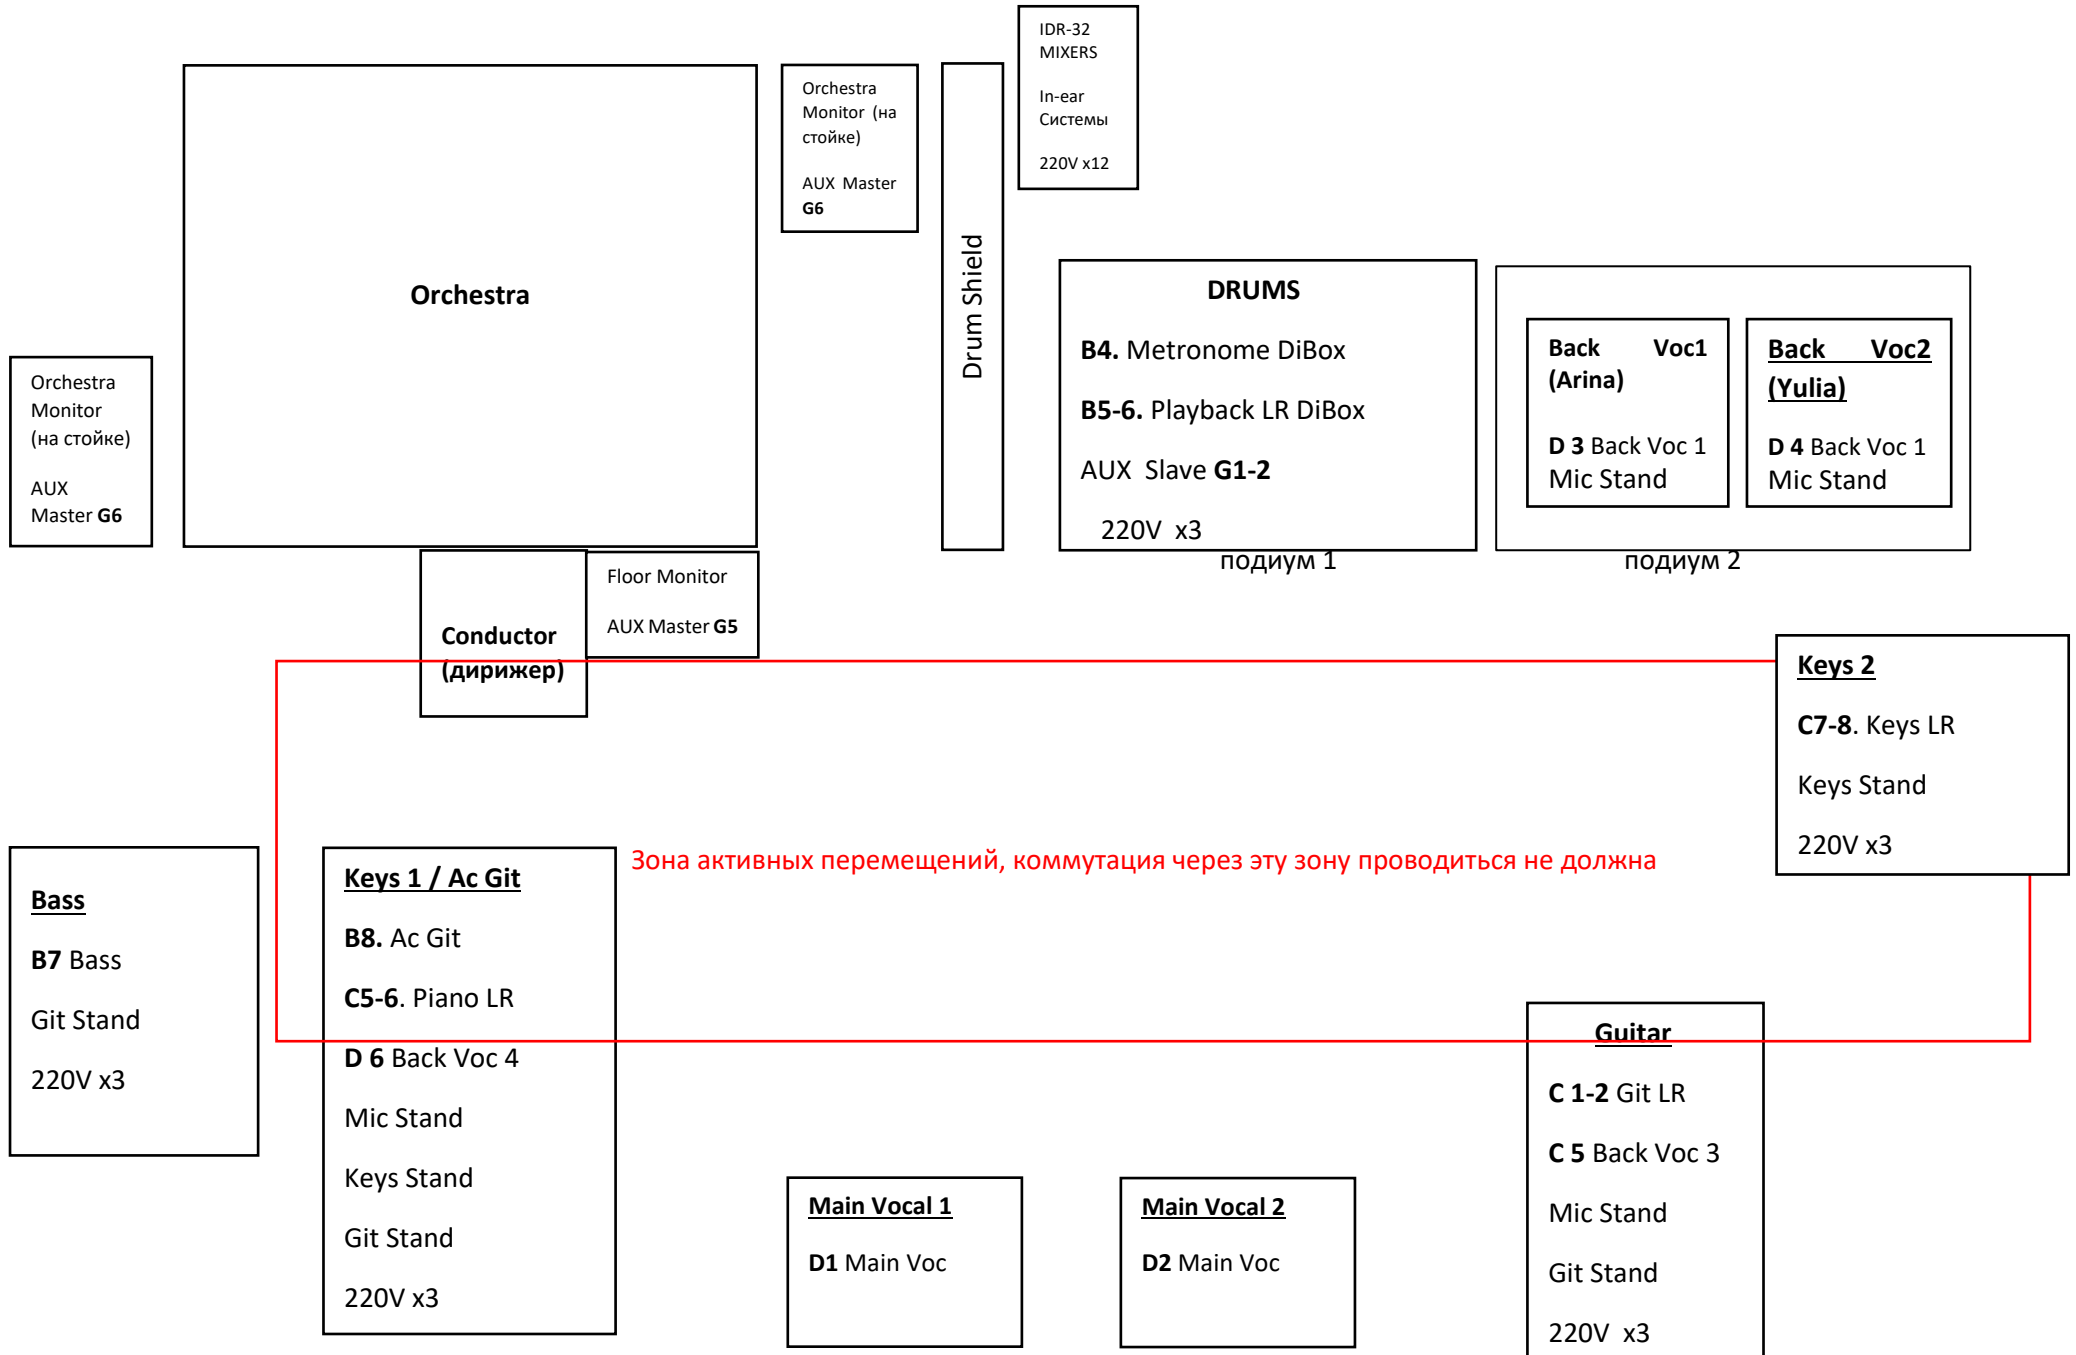 IDR-32
MIXERS
In-ear
Системы
220V x12
Orchestra
Monitor (на
стойке)
AUX Master
G6
Drum Shield
Orchestra
Orchestra
Monitor
(на стойке)
AUX
Master G6
DRUMS
B4. Metronome DiBox
B5-6. Playback LR DiBox
AUX Slave G1-2
220V x3
подиум 1
Back Voc1
(Arina)
D 3 Back Voc 1
Mic Stand
Back Voc2
(Yulia)
D 4 Back Voc 1
Mic Stand
подиум 2
Conductor
(дирижер)
Floor Monitor
AUX Master G5
Keys 2
C7-8. Keys LR
Keys Stand
220V x3
Зона активных перемещений, коммутация через эту зону проводиться не должна
Bass
B7 Bass
Git Stand
220V x3
Keys 1 / Ac Git
B8. Ac Git
C5-6. Piano LR
D 6 Back Voc 4
Mic Stand
Keys Stand
Git Stand
220V x3
Main Vocal 1
D1 Main Voc
Main Vocal 2
D2 Main Voc
Guitar
C 1-2 Git LR
C 5 Back Voc 3
Mic Stand
Git Stand
220V x3